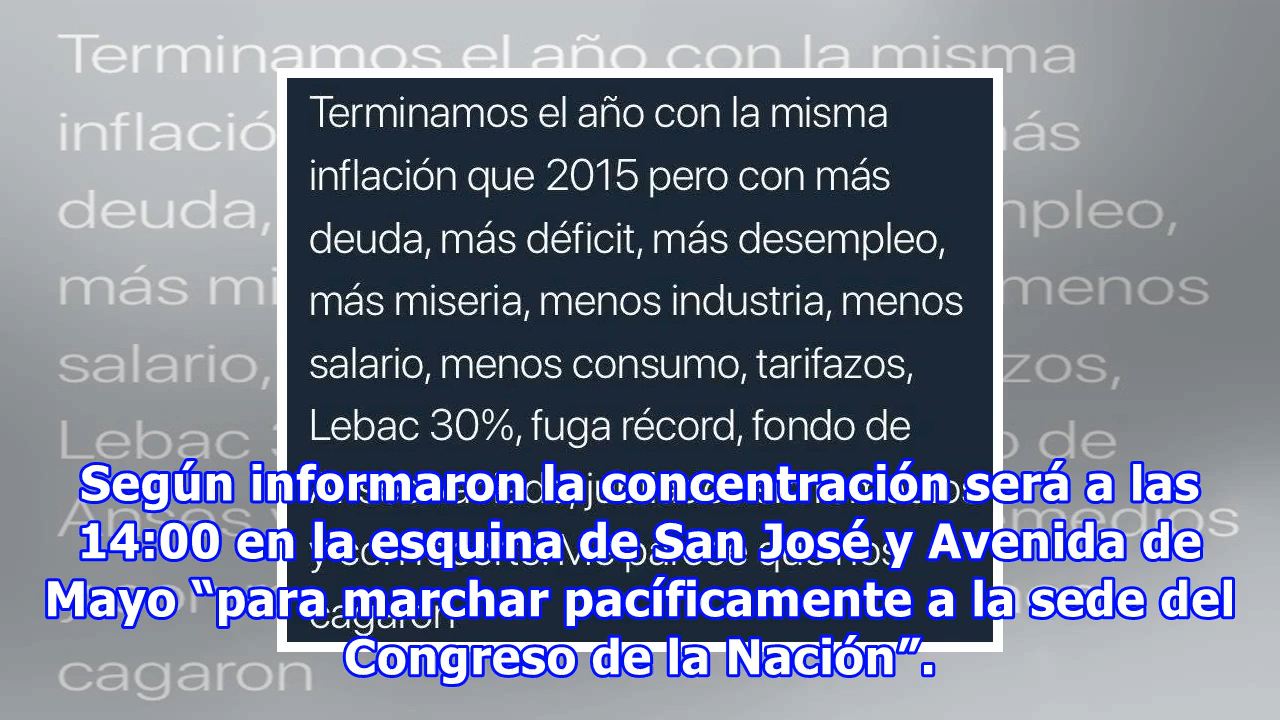 Terminamos el año con la misma
inflación que 2015 pero con más
deuda, más déficit, más desempleo,
más miseria, menos industria, menos
salario, menos consumo, tarifazos,
Lebac 30%, fuga récord, fondo de
cagaron
Según informaron la concentración será a las
14:00 en la esquina de San José y Avenida de
Mayo “para marchar pacíficamente a la sede del
Congreso de la Nación”.